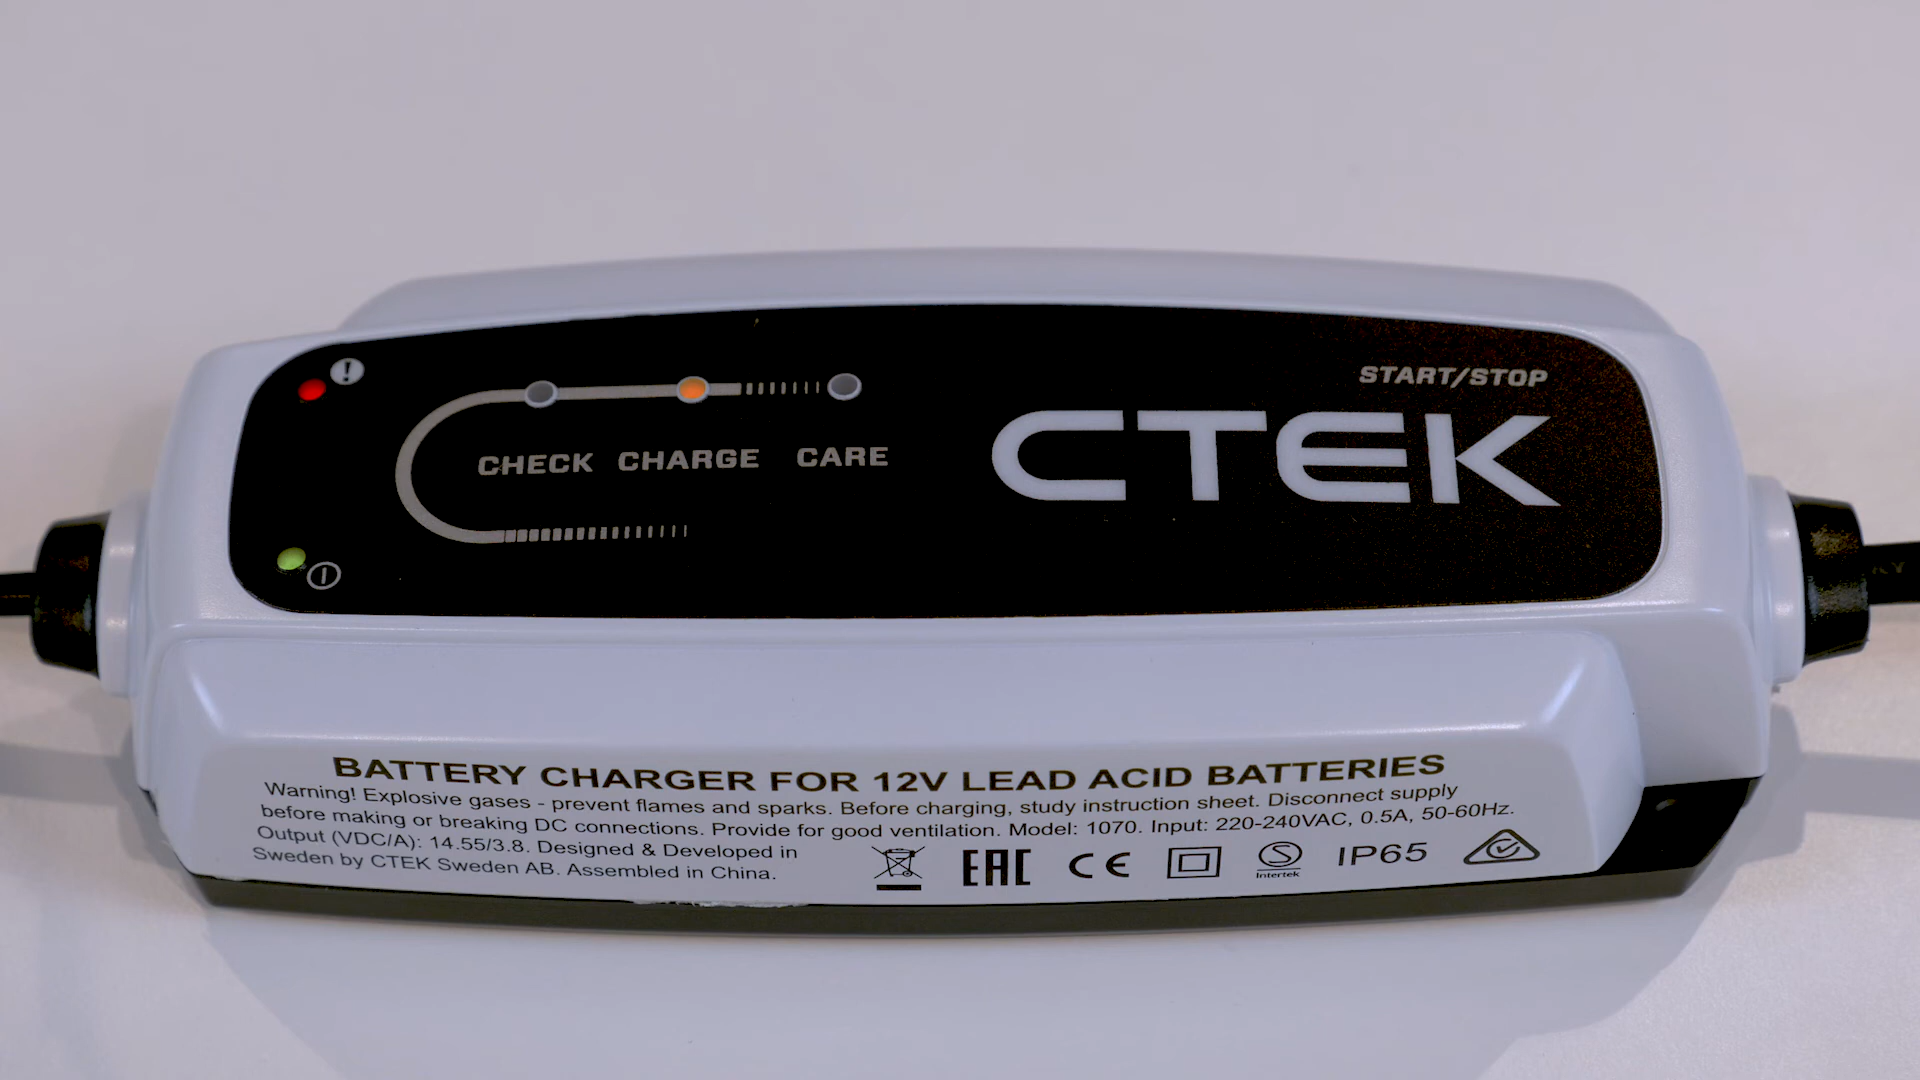 !
START/STOP
CHECK CHARGE CARE
CTEK
BATTERY CHARGER FOR 12V LEAD ACID BATTERIES
Warning! Explosive gases - prevent flames and sparks. Before charging, study instruction sheet. Disconnect supply
before making or breaking DC connections. Provide for good ventilation. Model: 1070. Input: 220-240VAC, 0.5A, 50-60Hz.
Output (VDC/A): 14.55/3.8. Designed & Developed in
Sweden by CTEK Sweden AB. Assembled in China.
EAC CE S Intertek IP65